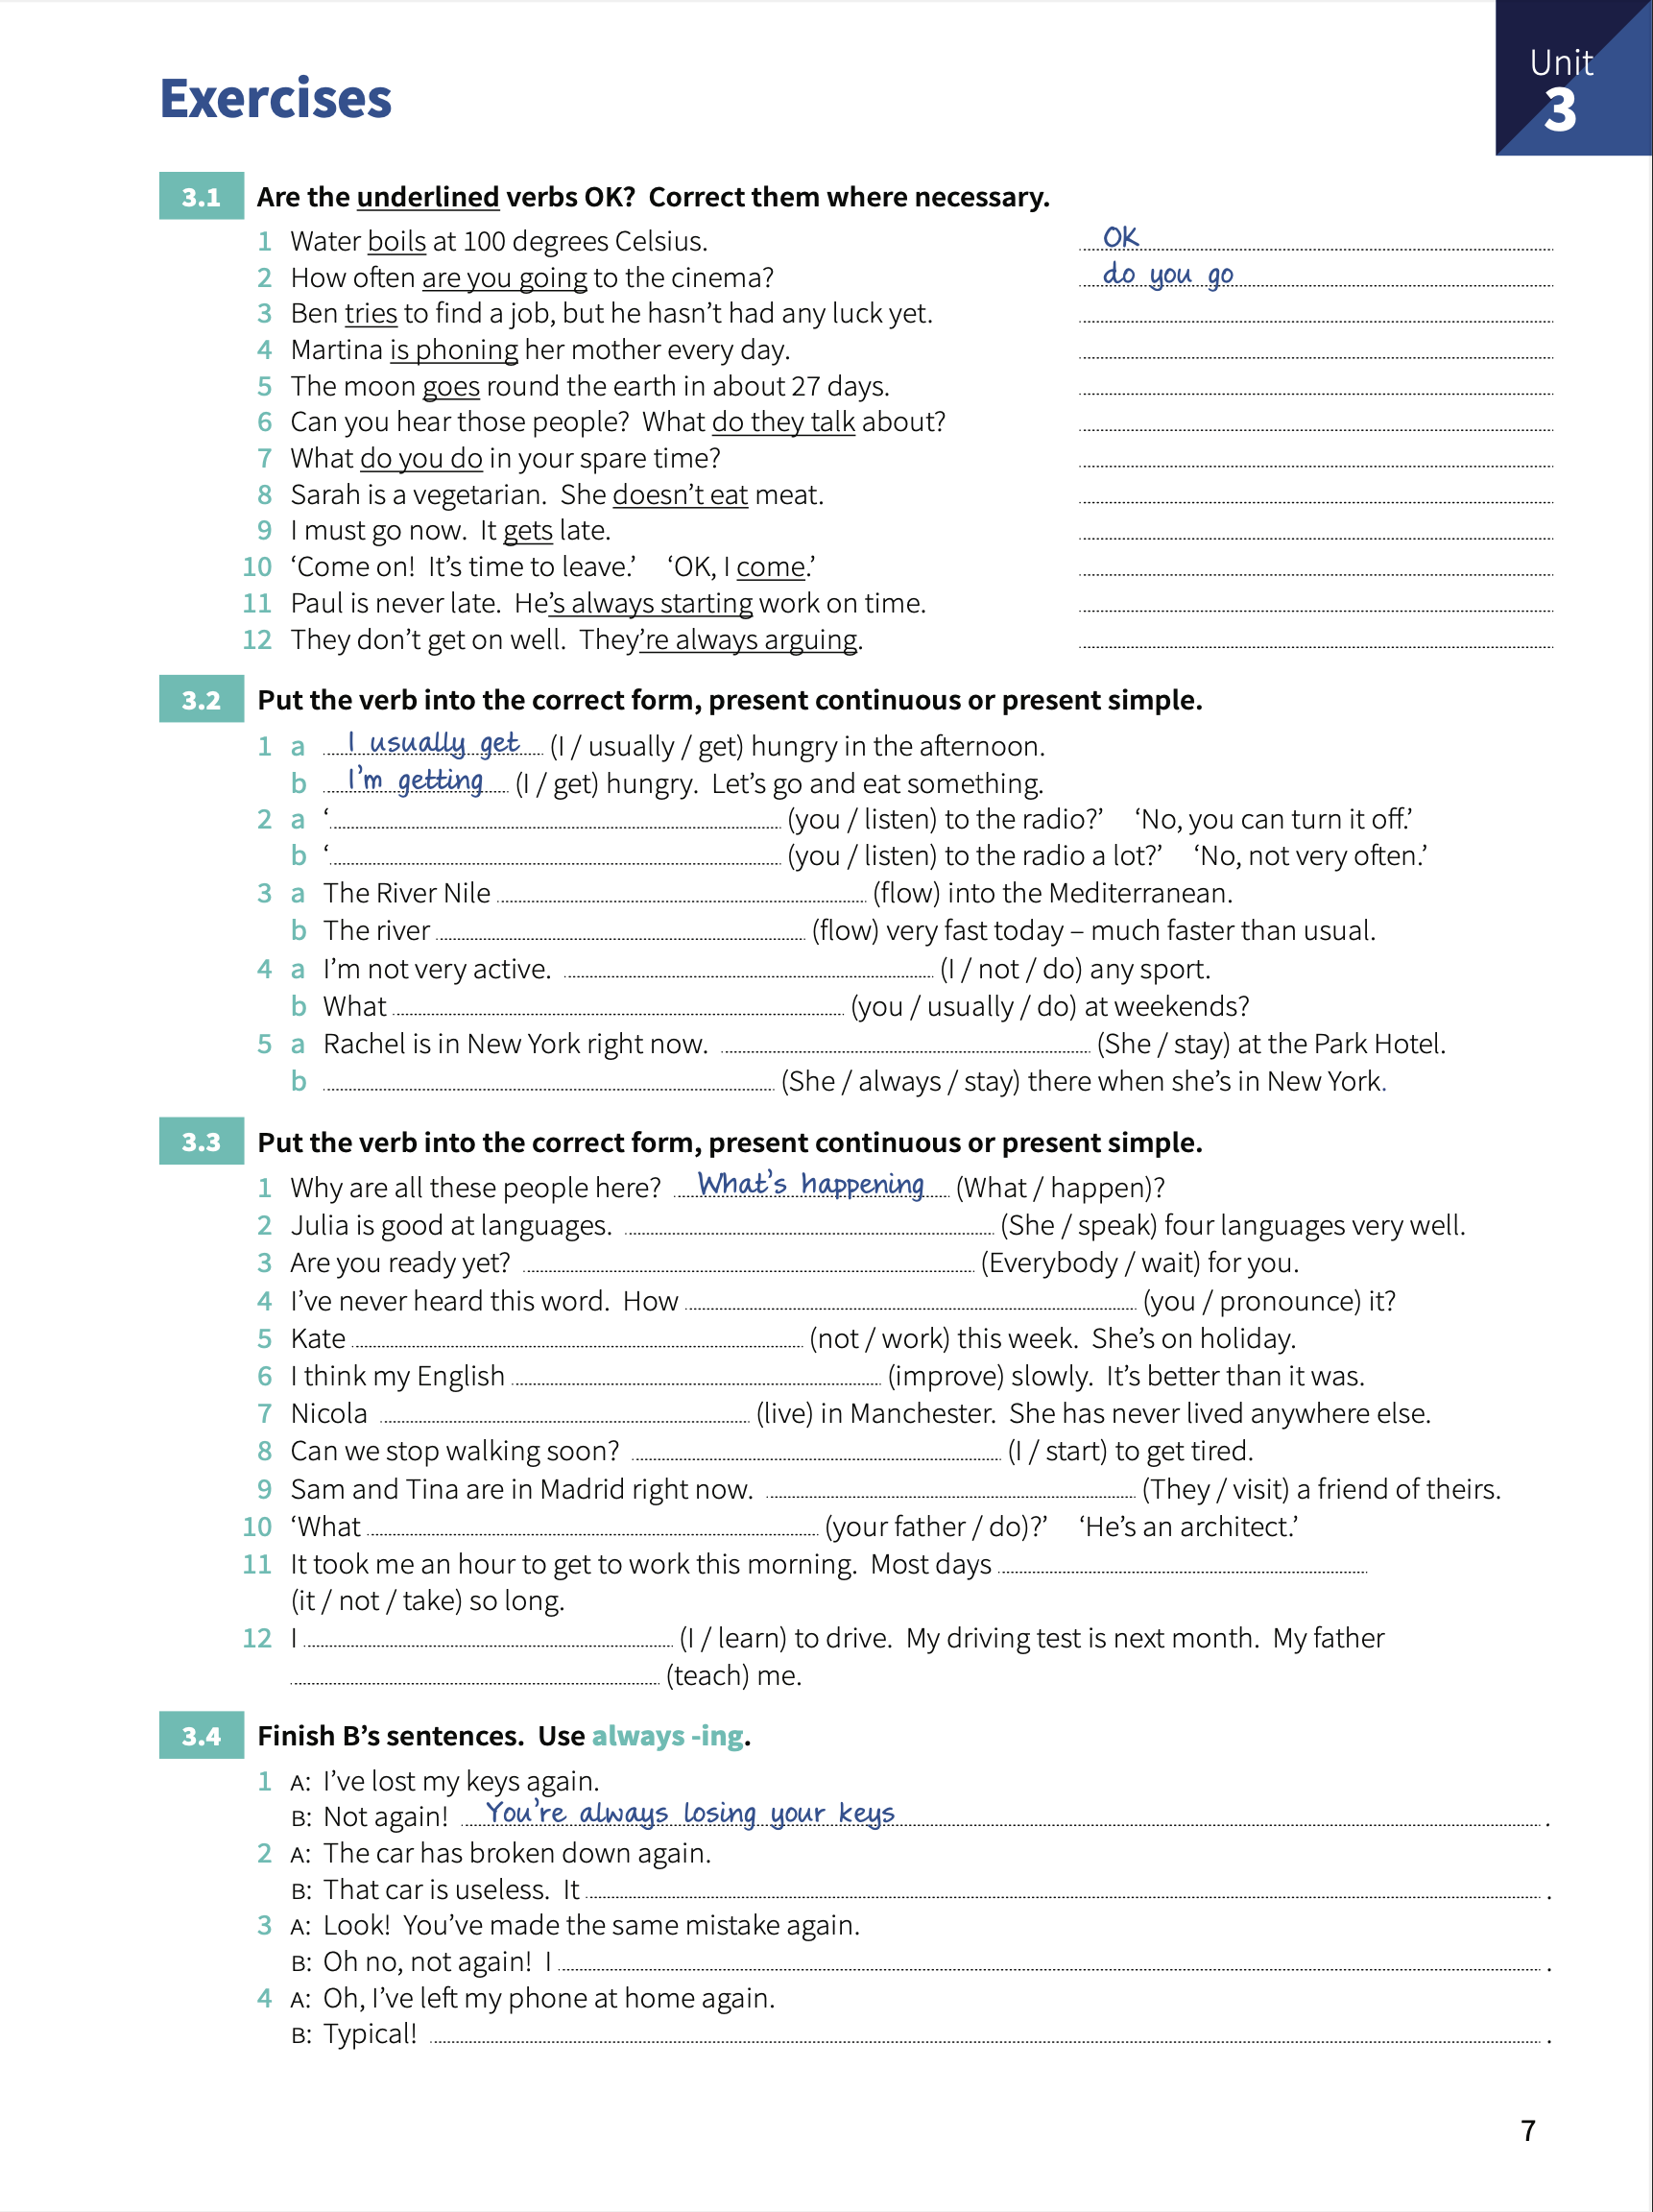 Unit
3
Exercises
3.1 Are the underlined verbs OK? Correct them where necessary.
1 Water boils at 100 degrees Celsius. OK
2 How often are you going to the cinema? do you go
3 Ben tries to find a job, but he hasn't had any luck yet.
4 Martina is phoning her mother every day.
5 The moon goes round the earth in about 27 days.
6 Can you hear those people? What do they talk about?
7 What do you do in your spare time?
8 Sarah is a vegetarian. She doesn't eat meat.
9 I must go now. It gets late.
10 'Come on! It's time to leave.' 'OK, I come.'
11 Paul is never late. He's always starting work on time.
12 They don't get on well. They're always arguing.
3.2 Put the verb into the correct form, present continuous or present simple.
1 a I usually get (I / usually / get) hungry in the afternoon.
b I'm getting (I / get) hungry. Let's go and eat something.
2 a '.................... (you / listen) to the radio?' 'No, you can turn it off.'
b '.................... (you / listen) to the radio a lot?' 'No, not very often.'
3 a The River Nile .................... (flow) into the Mediterranean.
b The river .................... (flow) very fast today – much faster than usual.
4 a I'm not very active. .................... (I / not / do) any sport.
b What .................... (you / usually / do) at weekends?
5 a Rachel is in New York right now. .................... (She / stay) at the Park Hotel.
b .................... (She / always / stay) there when she's in New York.
3.3 Put the verb into the correct form, present continuous or present simple.
1 Why are all these people here? What's happening (What / happen)?
2 Julia is good at languages. .................... (She / speak) four languages very well.
3 Are you ready yet? .................... (Everybody / wait) for you.
4 I've never heard this word. How .................... (you / pronounce) it?
5 Kate .................... (not / work) this week. She's on holiday.
6 I think my English .................... (improve) slowly. It's better than it was.
7 Nicola .................... (live) in Manchester. She has never lived anywhere else.
8 Can we stop walking soon? .................... (I / start) to get tired.
9 Sam and Tina are in Madrid right now. .................... (They / visit) a friend of theirs.
10 'What .................... (your father / do)?' 'He's an architect.'
11 It took me an hour to get to work this morning. Most days ....................
(it / not / take) so long.
12 I .................... (I / learn) to drive. My driving test is next month. My father
.................... (teach) me.
3.4 Finish B's sentences. Use always -ing.
1 A: I've lost my keys again.
B: Not again! You're always losing your keys .
2 A: The car has broken down again.
B: That car is useless. It .................... .
3 A: Look! You've made the same mistake again.
B: Oh no, not again! I .................... .
4 A: Oh, I've left my phone at home again.
B: Typical! .................... .
7